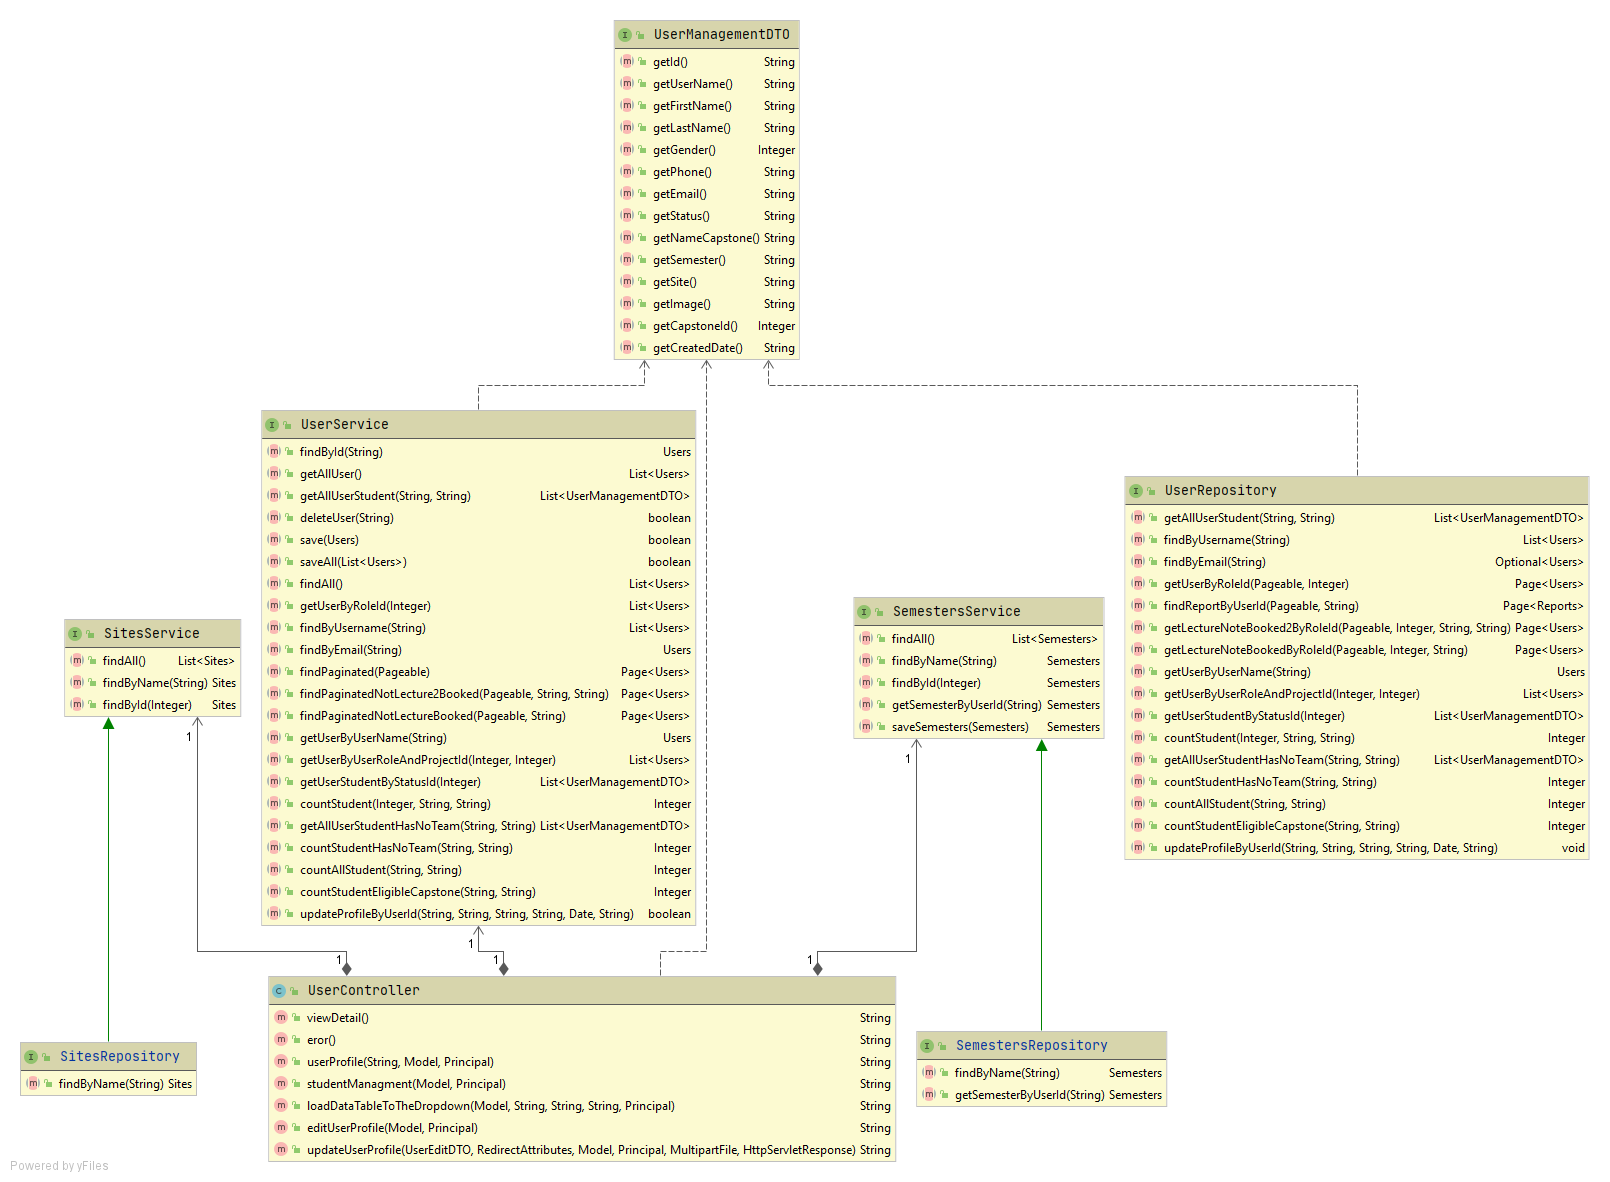 UserManagementDTO
getId() String
getUserName() String
getFirstName() String
getLastName() String
getGender() Integer
getPhone() String
getEmail() String
getStatus() String
getNameCapstone() String
getSemester() String
getSite() String
getImage() String
getCapstoneId() Integer
getCreatedDate() String
UserService
findById(String) Users
getAllUser() List<Users>
getAllUserStudent(String, String) List<UserManagementDTO>
deleteUser(String) boolean
save(Users) boolean
saveAll(List<Users>) boolean
findAll() List<Users>
getUserByRoleId(Integer) List<Users>
findByUsername(String) List<Users>
findByEmail(String) Users
findPaginated(Pageable) Page<Users>
findPaginatedNotLecture2Booked(Pageable, String, String) Page<Users>
findPaginatedNotLectureBooked(Pageable, String) Page<Users>
getUserByUserName(String) Users
getUserByUserRoleAndProjectId(Integer, Integer) List<Users>
getUserStudentByStatusId(Integer) List<UserManagementDTO>
countStudent(Integer, String, String) Integer
getAllUserStudentHasNoTeam(String, String) List<UserManagementDTO>
countStudentHasNoTeam(String, String) Integer
countAllStudent(String, String) Integer
countStudentEligibleCapstone(String, String) Integer
updateProfileByUserId(String, String, String, String, Date, String) boolean
UserRepository
getAllUserStudent(String, String) List<UserManagementDTO>
findByUsername(String) List<Users>
findByEmail(String) Optional<Users>
getUserByRoleId(Pageable, Integer) Page<Users>
findReportByUserId(Pageable, String) Page<Reports>
getLectureNoteBooked2ByRoleId(Pageable, Integer, String, String) Page<Users>
getLectureNoteBookedByRoleId(Pageable, Integer, String) Page<Users>
getUserByUserName(String) Users
getUserByUserRoleAndProjectId(Integer, Integer) List<Users>
getUserStudentByStatusId(Integer) List<UserManagementDTO>
countStudent(Integer, String, String) Integer
getAllUserStudentHasNoTeam(String, String) List<UserManagementDTO>
countStudentHasNoTeam(String, String) Integer
countAllStudent(String, String) Integer
countStudentEligibleCapstone(String, String) Integer
updateProfileByUserId(String, String, String, String, Date, String) void
SitesService
findAll() List<Sites>
findByName(String) Sites
findById(Integer) Sites
SemestersService
findAll() List<Semesters>
findByName(String) Semesters
findById(Integer) Semesters
getSemesterByUserId(String) Semesters
saveSemesters(Semesters) Semesters
1
1
1
1
1
1
UserController
viewDetail() String
eror() String
userProfile(String, Model, Principal) String
studentManagment(Model, Principal) String
loadDataTableToTheDropdown(Model, String, String, String, Principal) String
editUserProfile(Model, Principal) String
updateUserProfile(UserEditDTO, RedirectAttributes, Model, Principal, MultipartFile, HttpServletResponse) String
SitesRepository
findByName(String) Sites
SemestersRepository
findByName(String) Semesters
getSemesterByUserId(String) Semesters
Powered by yFiles